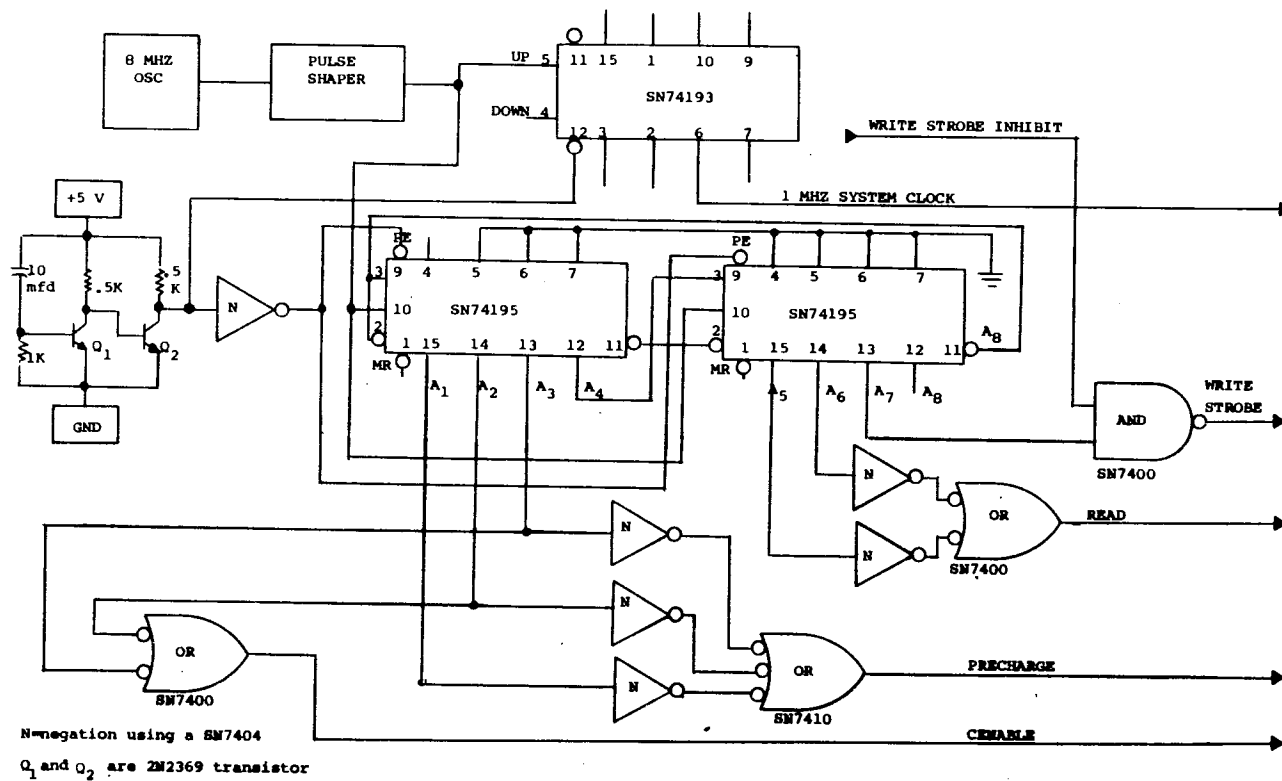 8 MHZ
OSC
PULSE
SHAPER
UP 5
11 15 1 10 9
SN74193
DOWN 4
12 3 2 6 7
WRITE STROBE INHIBIT
1 MHZ SYSTEM CLOCK
+5 V
10
mfd
.5K
5
K
1K
Q1
Q2
GND
N
PE
3 9 4 5 6 7
SN74195
10
2
1 15 14 13 12 11
MR
A1 A2 A3 A4
PE
3 9 4 5 6 7
SN74195
10
2
1 15 14 13 12 11
MR
A5 A6 A7 A8
A8
AND
SN7400
WRITE
STROBE
N
N
OR
SN7400
READ
N
N
N
OR
SN7410
PRECHARGE
OR
SN7400
CENABLE
N=negation using a SN7404
Q1 and Q2 are 2N2369 transistor